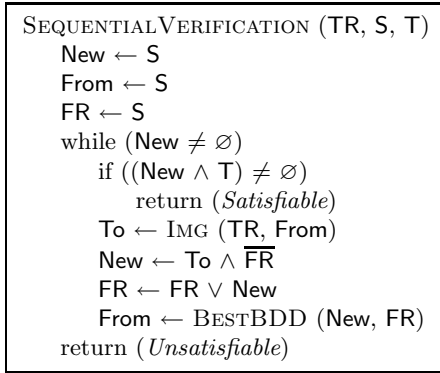 SEQUENTIALVERIFICATION (TR, S, T)
New ← S
From ← S
FR ← S
while (New ≠ ∅)
if ((New ∧ T) ≠ ∅)
return (Satisfiable)
To ← IMG (TR, From)
New ← To ∧ F̅R̅
FR ← FR ∨ New
From ← BESTBDD (New, FR)
return (Unsatisfiable)